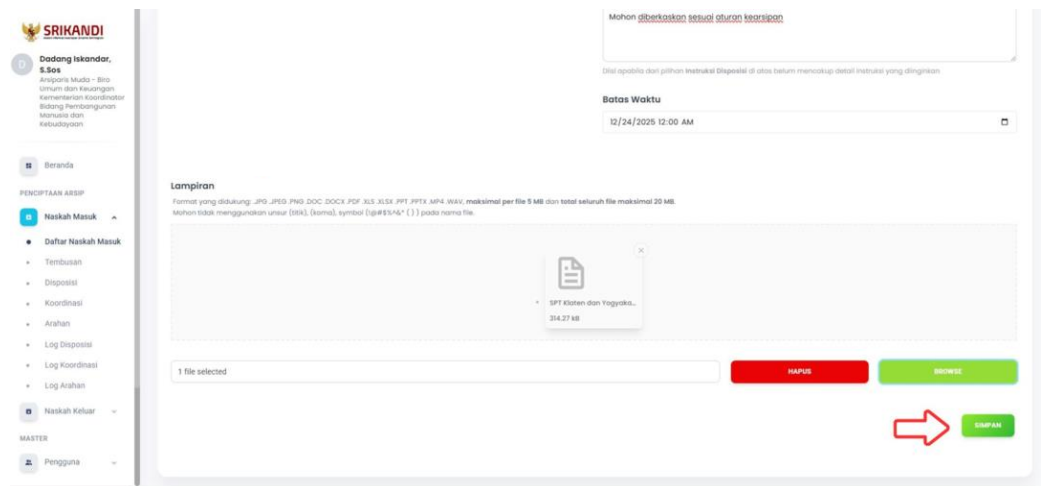 SRIKANDI
D
Dadang Iskandar, S.Sos
Arsiparis Muda - Biro
Umum dan Keuangan
Kementerian Koordinator
Bidang Pembangunan
Manusia dan
Kebudayaan
Beranda
PENCIPTAAN ARSIP
Naskah Masuk
Daftar Naskah Masuk
Tembusan
Disposisi
Koordinasi
Arahan
Log Disposisi
Log Koordinasi
Log Arahan
Naskah Keluar
MASTER
Pengguna
Mohon diberkaskan sesuai aturan kearsipan
Diisi apabila dari pilihan Instruksi Disposisi di atas belum mencakup detail instruksi yang diinginkan
Batas Waktu
12/24/2025 12:00 AM
Lampiran
Format yang didukung: .JPG .JPEG .PNG .DOC .DOCX .PDF .XLS .XLSX .PPT .PPTX .MP4 .WAV, maksimal per file 5 MB dan total seluruh file maksimal 20 MB.
Mohon tidak menggunakan unsur (titik), (koma), symbol (!@#$%^&* ( ) ) pada nama file.
SPT Klaten dan Yogyaka...
314.27 kB
1 file selected
HAPUS
BROWSE
SIMPAN